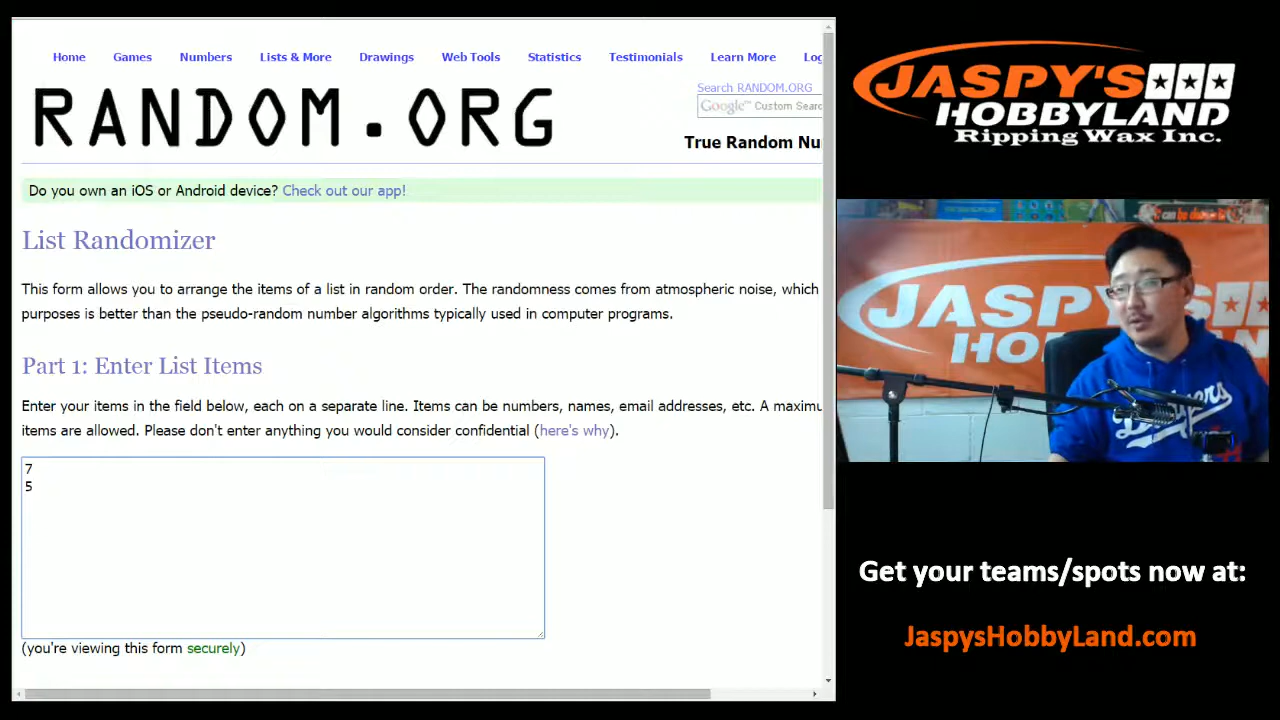 Home Games Numbers Lists & More Drawings Web Tools Statistics Testimonials Learn More
RANDOM.ORG
Search RANDOM.ORG
Google™ Custom
True Random
Do you own an iOS or Android device? Check out our app!
List Randomizer
This form allows you to arrange the items of a list in random order. The randomness comes from atmospheric noise, which
purposes is better than the pseudo-random number algorithms typically used in computer programs.
Part 1: Enter List Items
Enter your items in the field below, each on a separate line. Items can be numbers, names, email addresses, etc. A
items are allowed. Please don't enter anything you would consider confidential (here's why).
7
5
(you're viewing this form securely)
JASPY'S
HOBBYLAND
Ripping Wax Inc.
JASPY
Dodgers
Get your teams/spots now at:
JaspysHobbyLand.com